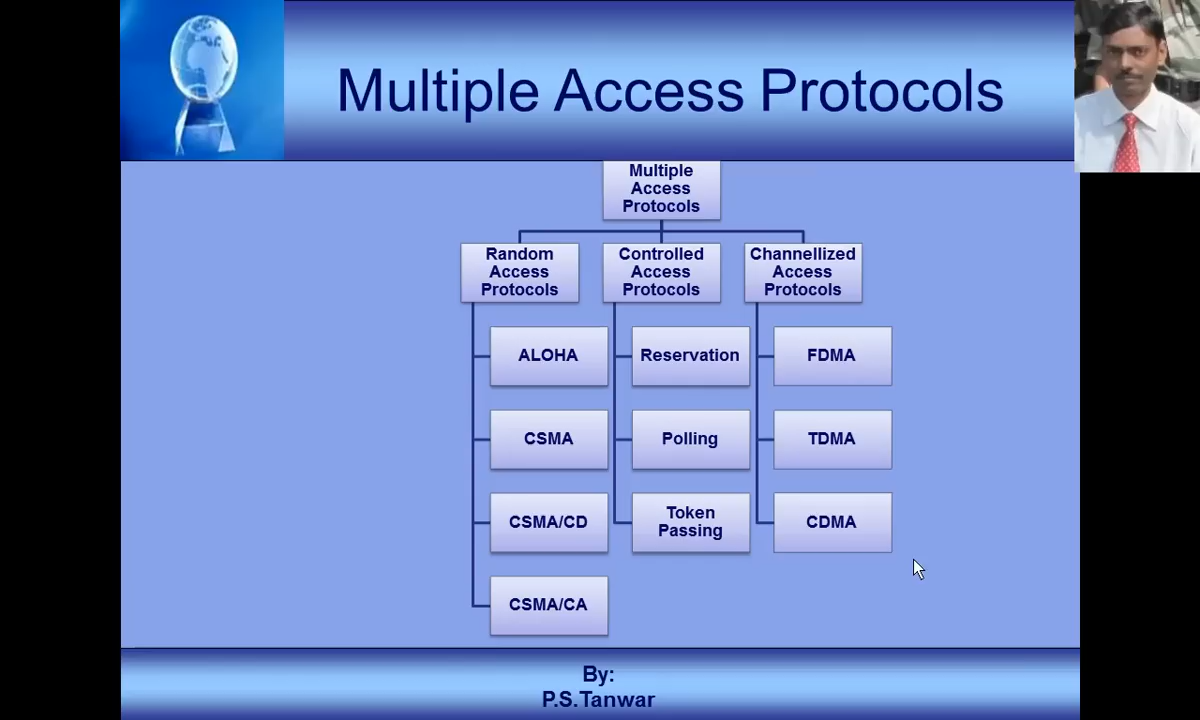 Multiple Access Protocols
Multiple
Access
Protocols
Random
Access
Protocols
Controlled
Access
Protocols
Channellized
Access
Protocols
ALOHA
Reservation
FDMA
CSMA
Polling
TDMA
CSMA/CD
Token
Passing
CDMA
CSMA/CA
By:
P.S.Tanwar